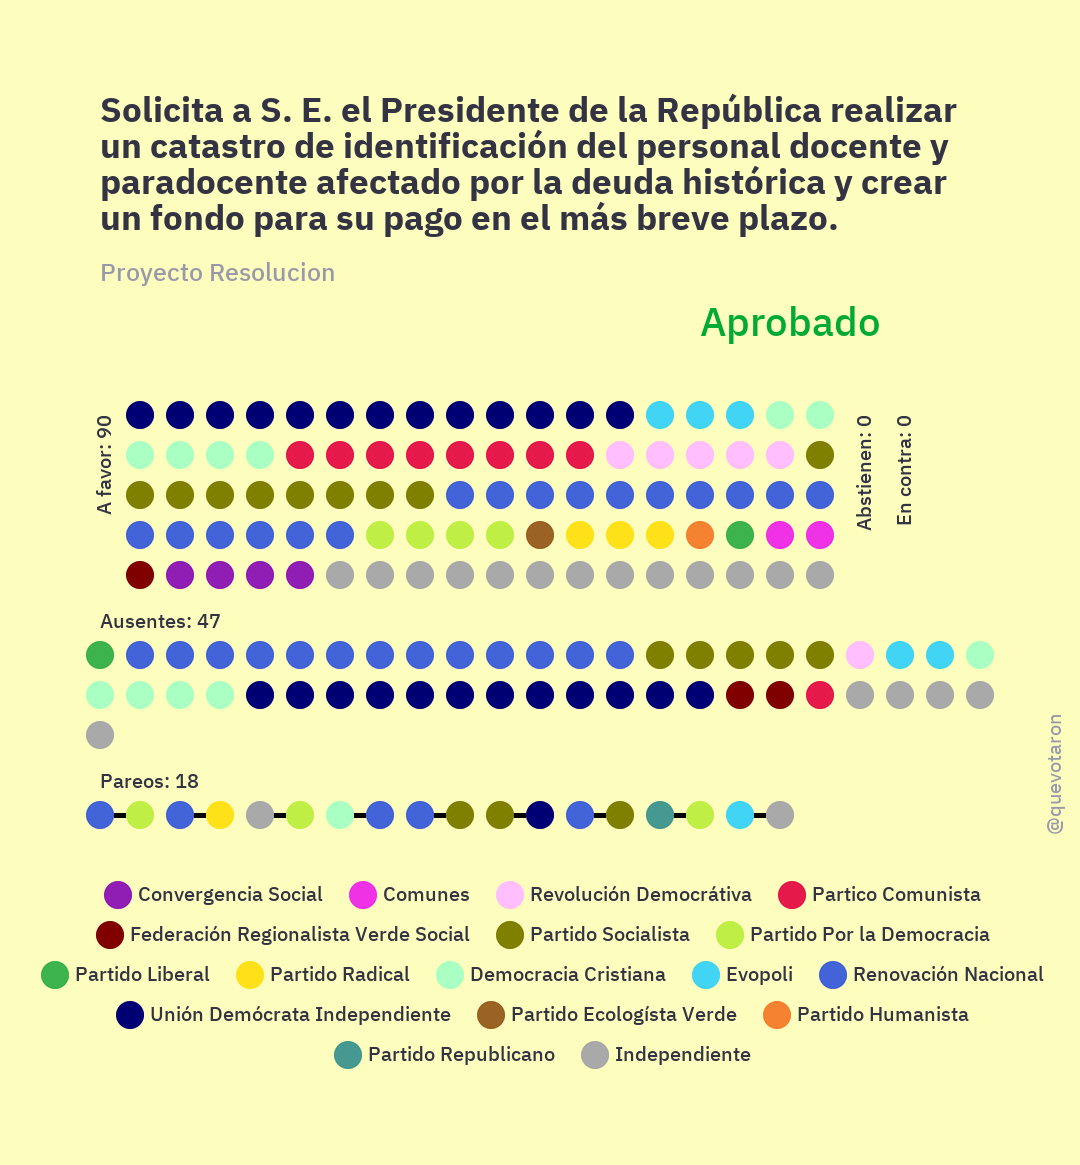 Solicita a S. E. el Presidente de la República realizar
un catastro de identificación del personal docente y
paradocente afectado por la deuda histórica y crear
un fondo para su pago en el más breve plazo.
Proyecto Resolucion
Aprobado
A favor: 90
Abstienen: 0
En contra: 0
Ausentes: 47
Pareos: 18
@quevotaron
Convergencia Social Comunes Revolución Democrátiva Partico Comunista
Federación Regionalista Verde Social Partido Socialista Partido Por la Democracia
Partido Liberal Partido Radical Democracia Cristiana Evopoli Renovación Nacional
Unión Demócrata Independiente Partido Ecologísta Verde Partido Humanista
Partido Republicano Independiente